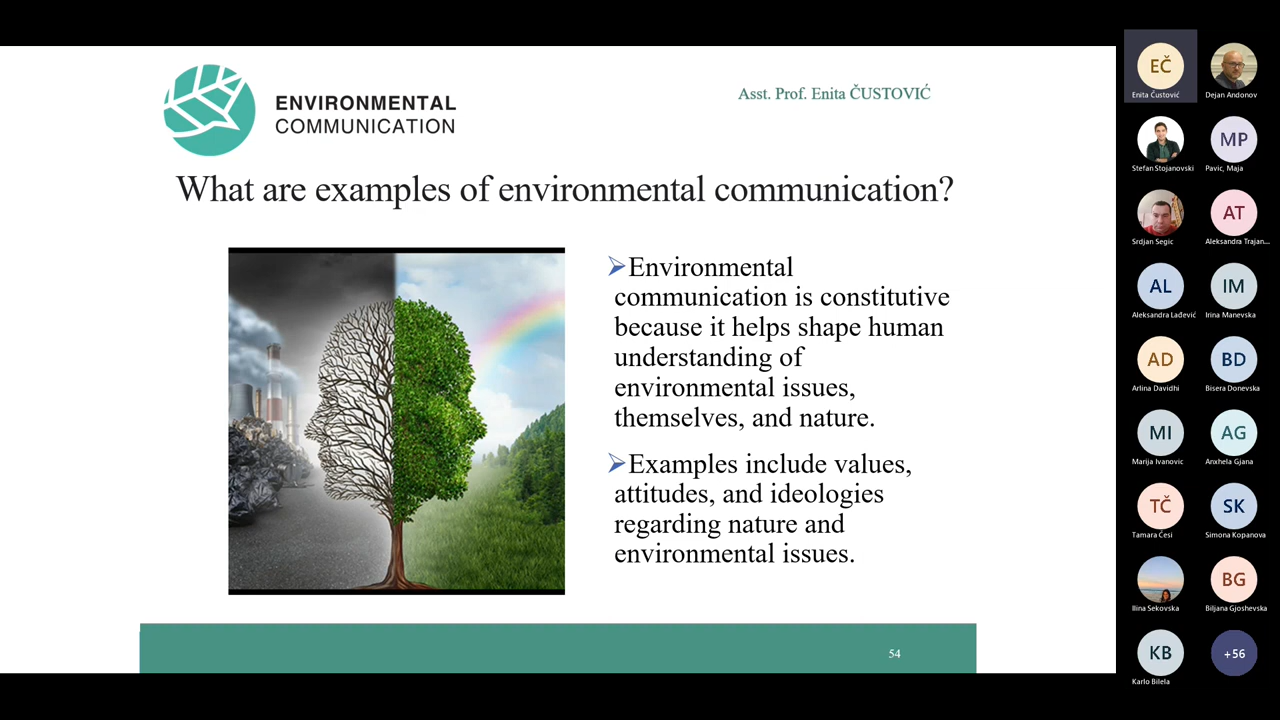 ENVIRONMENTAL
COMMUNICATION
Asst. Prof. Enita ČUSTOVIĆ
What are examples of environmental communication?
Environmental
communication is constitutive
because it helps shape human
understanding of
environmental issues,
themselves, and nature.
Examples include values,
attitudes, and ideologies
regarding nature and
environmental issues.
54
EČ
Enita Čustović
Dejan Andonov
Stefan Stojanovski
MP
Pavic, Maja
Srdjan Segic
AT
Aleksandra Trajan...
AL
Aleksandra Lađević
IM
Irina Manevska
AD
Arlina Davidhi
BD
Bisera Donevska
MI
Marija Ivanovic
AG
Anxhela Gjana
TČ
Tamara Česi
SK
Simona Kopanova
Ilina Sekovska
BG
Biljana Gjoshevska
KB
Karlo Bilela
+56